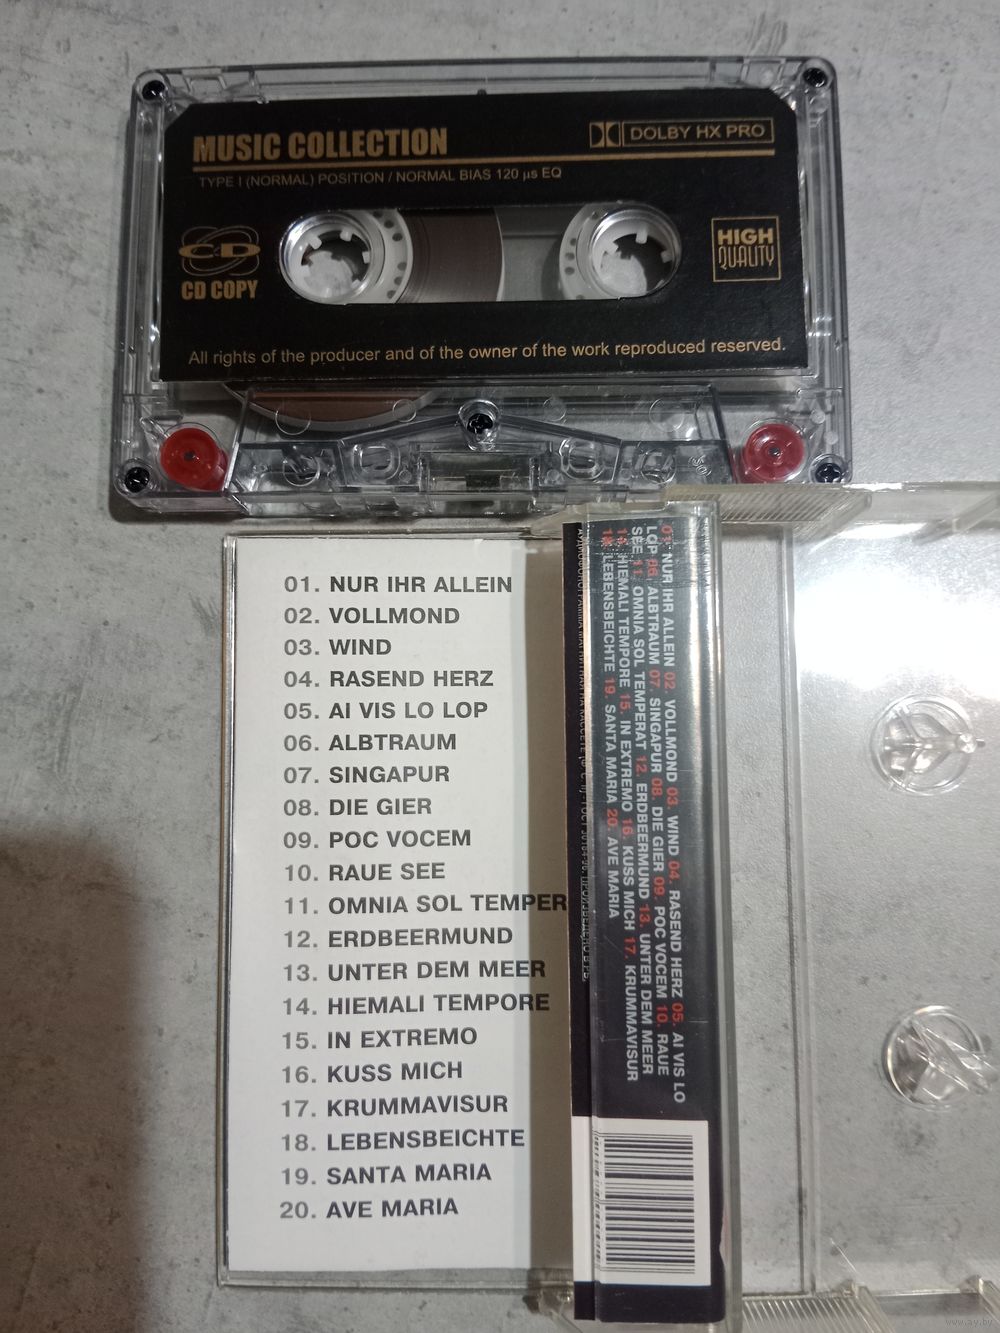 MUSIC COLLECTION
DOLBY HX PRO
TYPE I (NORMAL) POSITION / NORMAL BIAS 120 µs EQ
CD
CD COPY
HIGH
QUALITY
All rights of the producer and of the owner of the work reproduced reserved.
01. NUR IHR ALLEIN
02. VOLLMOND
03. WIND
04. RASEND HERZ
05. AI VIS LO LOP
06. ALBTRAUM
07. SINGAPUR
08. DIE GIER
09. POC VOCEM
10. RAUE SEE
11. OMNIA SOL TEMPER
12. ERDBEERMUND
13. UNTER DEM MEER
14. HIEMALI TEMPORE
15. IN EXTREMO
16. KUSS MICH
17. KRUMMAVISUR
18. LEBENSBEICHTE
19. SANTA MARIA
20. AVE MARIA
01. NUR IHR ALLEIN 02. VOLLMOND 03. WIND 04. RASEND HERZ 05. AI VIS LO
LOP 06. ALBTRAUM 07. SINGAPUR 08. DIE GIER 09. POC VOCEM 10. RAUE
SEE 11. OMNIA SOL TEMPERAT 12. ERDBEERMUND 13. UNTER DEM MEER
14. HIEMALI TEMPORE 15. IN EXTREMO 16. KUSS MICH 17. KRUMMAVISUR
18. LEBENSBEICHTE 19. SANTA MARIA 20. AVE MARIA
www.ay.by